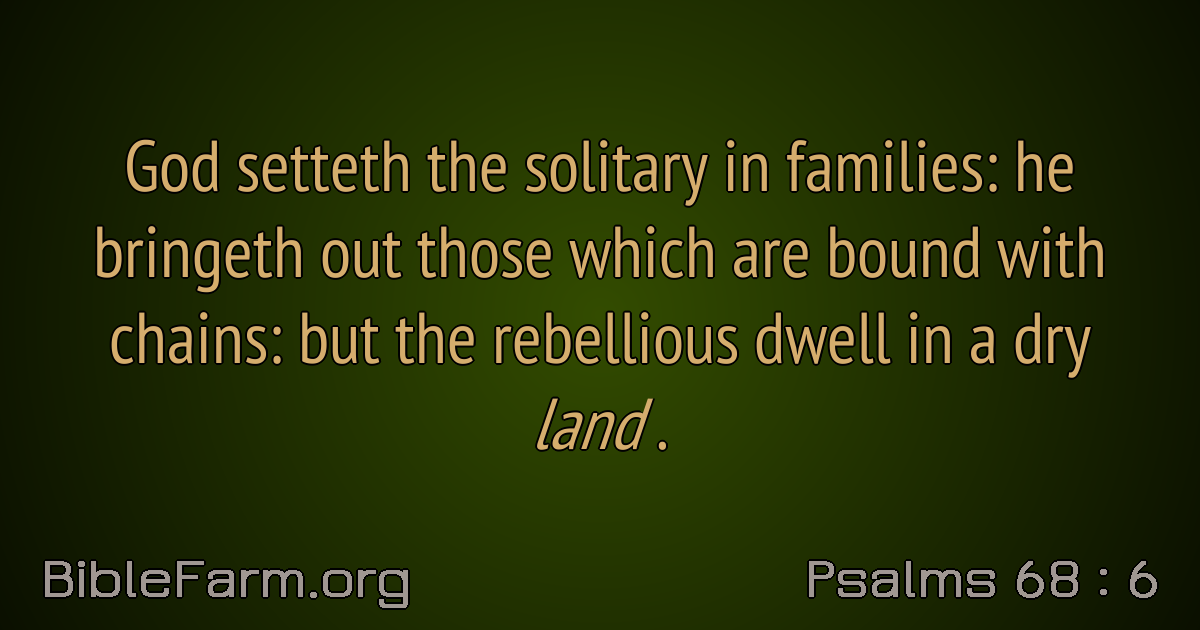 God setteth the solitary in families: he
bringeth out those which are bound with
chains: but the rebellious dwell in a dry
land .
BibleFarm.org
Psalms 68 : 6